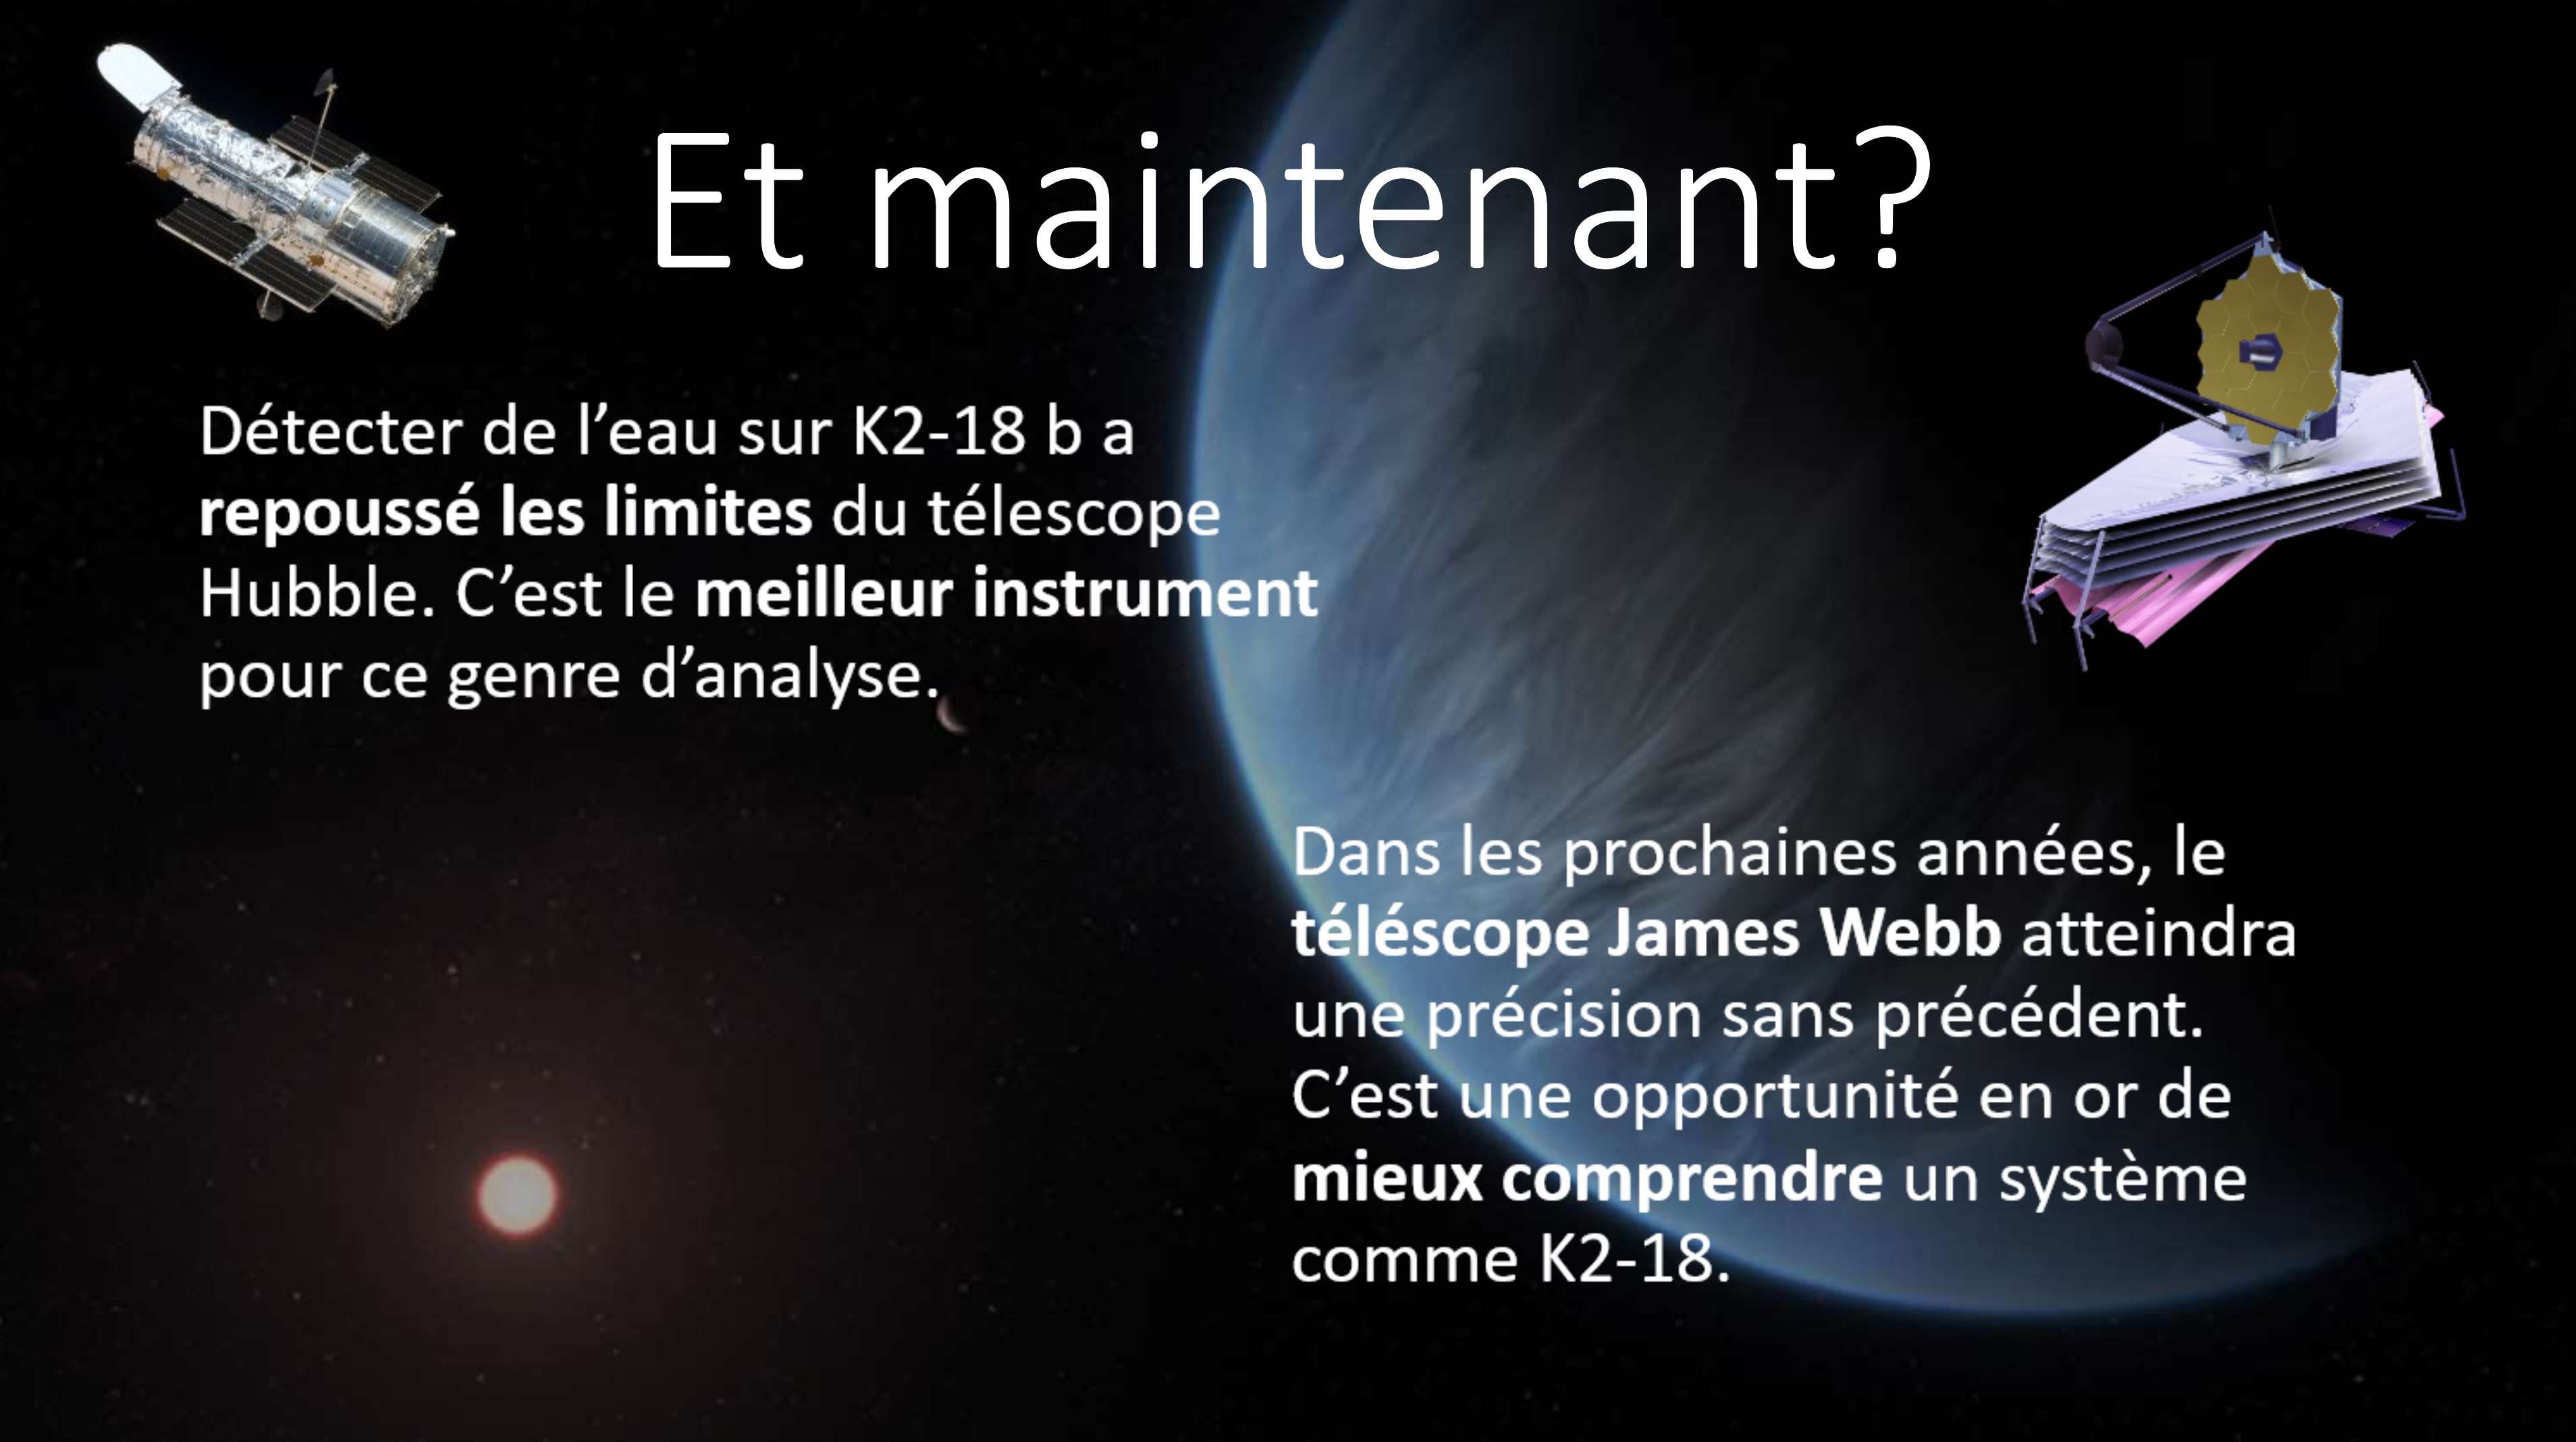 Et maintenant?
Détecter de l’eau sur K2-18 b a
repoussé les limites du télescope
Hubble. C’est le meilleur instrument
pour ce genre d’analyse.
Dans les prochaines années, le
téléscope James Webb atteindra
une précision sans précédent.
C’est une opportunité en or de
mieux comprendre un système
comme K2-18.